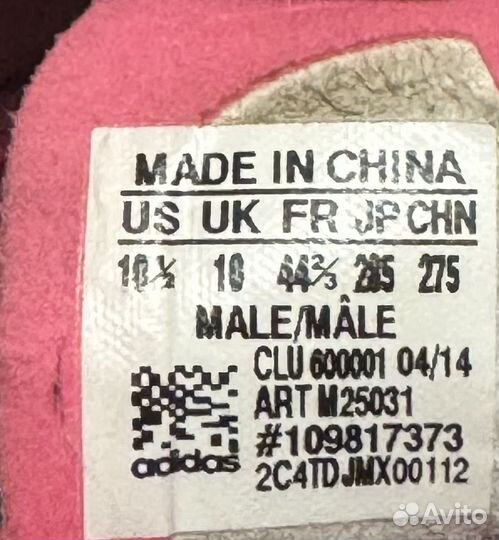 MADE IN CHINA
US UK FR JP CHN
10½ 10 44⅔ 285 275
MALE/MÂLE
CLU 600001 04/14
ART M25031
#109817373
2C4TDJMX00112
adidas
Avito